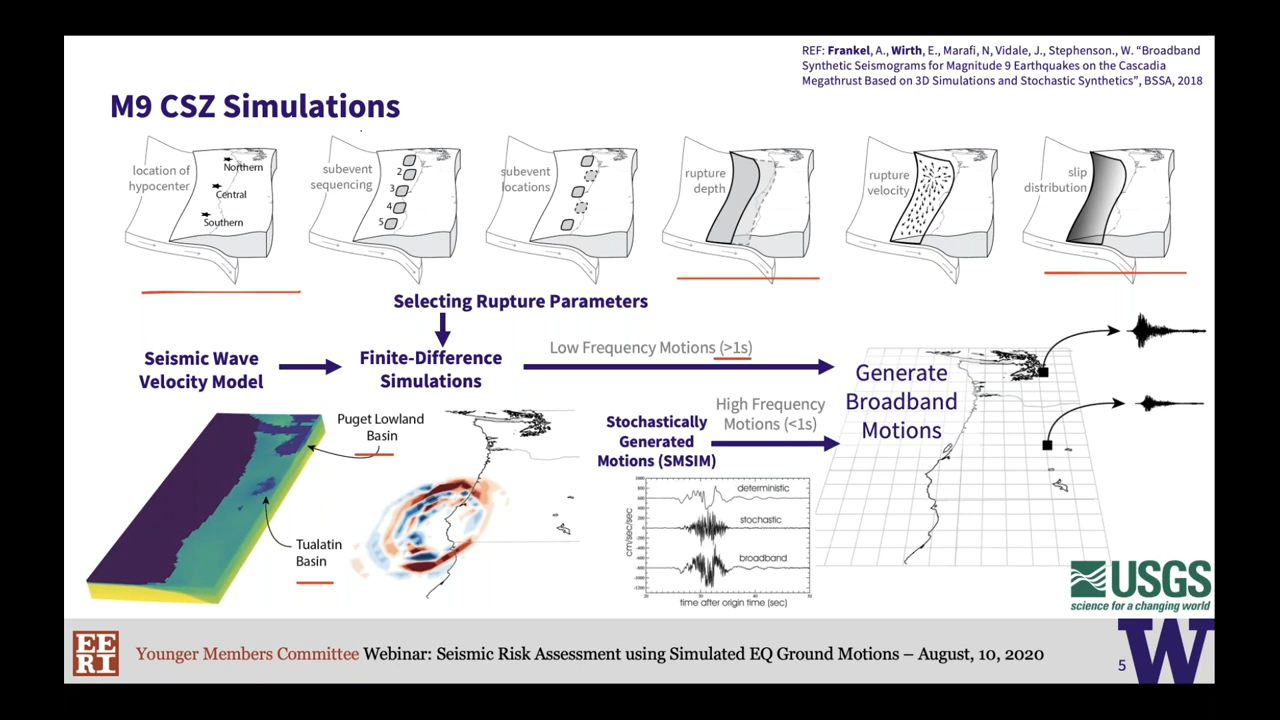 REF: Frankel, A., Wirth, E., Marafi, N, Vidale, J., Stephenson., W. “Broadband
Synthetic Seismograms for Magnitude 9 Earthquakes on the Cascadia
Megathrust Based on 3D Simulations and Stochastic Synthetics”, BSSA, 2018
M9 CSZ Simulations
location of
hypocenter
Northern
Central
Southern
subevent
sequencing
2
3
4
5
subevent
locations
rupture
depth
rupture
velocity
slip
distribution
Selecting Rupture Parameters
Seismic Wave
Velocity Model
Finite-Difference
Simulations
Low Frequency Motions (>1s)
High Frequency
Motions (<1s)
Stochastically
Generated
Motions (SMSIM)
Generate
Broadband
Motions
Puget Lowland
Basin
Tualatin
Basin
deterministic
stochastic
broadband
cm/sec/sec
time after origin time (sec)
USGS
science for a changing world
EE
RI
Younger Members Committee Webinar: Seismic Risk Assessment using Simulated EQ Ground Motions – August, 10, 2020
5
W